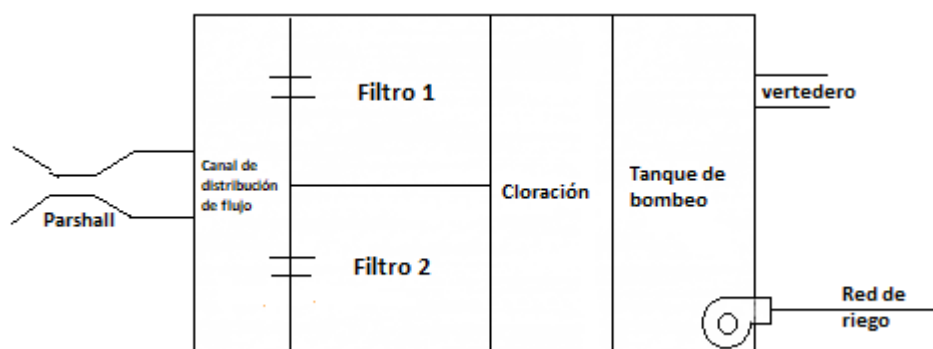 Parshall
Canal de
distribución
de flujo
Filtro 1
Filtro 2
Cloración
Tanque de
bombeo
vertedero
Red de
riego